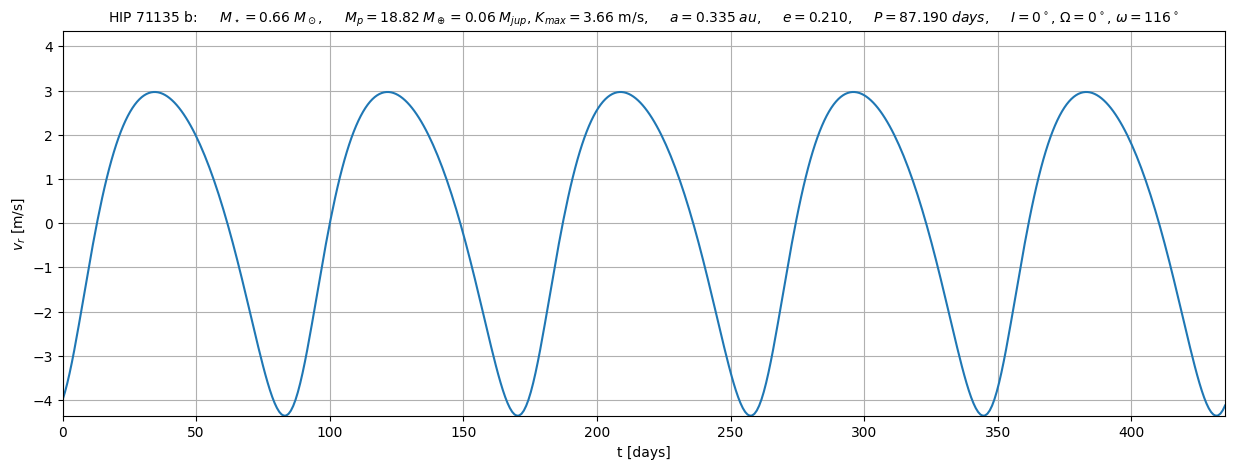 HIP 71135 b: M⋆ = 0.66 M⊙, Mp = 18.82 M⊕ = 0.06 Mjup, Kmax = 3.66 m/s, a = 0.335 au, e = 0.210, P = 87.190 days, I = 0°, Ω = 0°, ω = 116°
4
3
2
1
0
−1
−2
−3
−4
vr [m/s]
0 50 100 150 200 250 300 350 400
t [days]